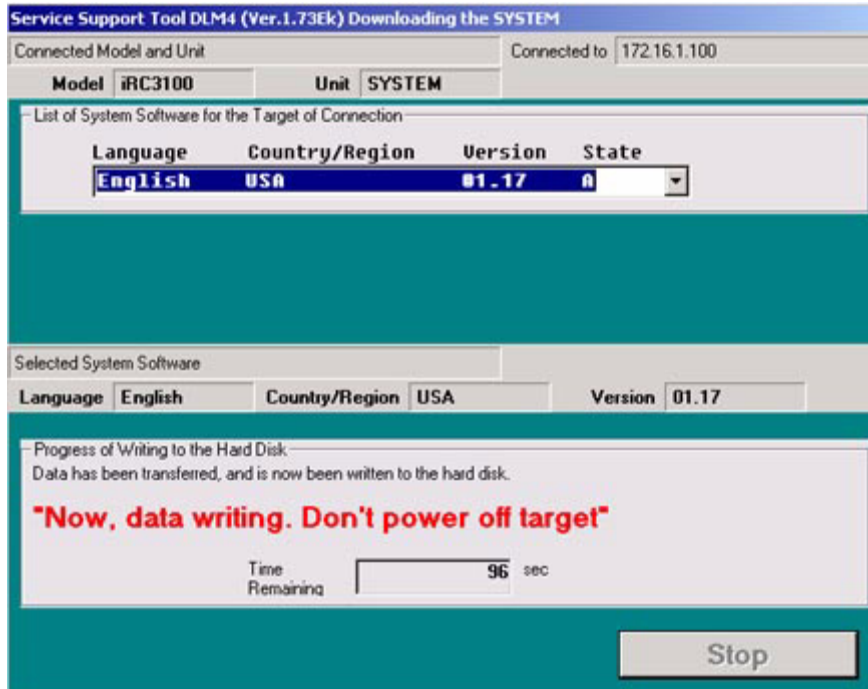 Service Support Tool DLM4 (Ver.1.73Ek) Downloading the SYSTEM
Connected Model and Unit Connected to 172.16.1.100
Model iRC3100 Unit SYSTEM
List of System Software for the Target of Connection
Language Country/Region Version State
English USA 01.17 A
Selected System Software
Language English Country/Region USA Version 01.17
Progress of Writing to the Hard Disk
Data has been transferred, and is now been written to the hard disk.
"Now, data writing. Don't power off target"
Time Remaining 96 sec
Stop